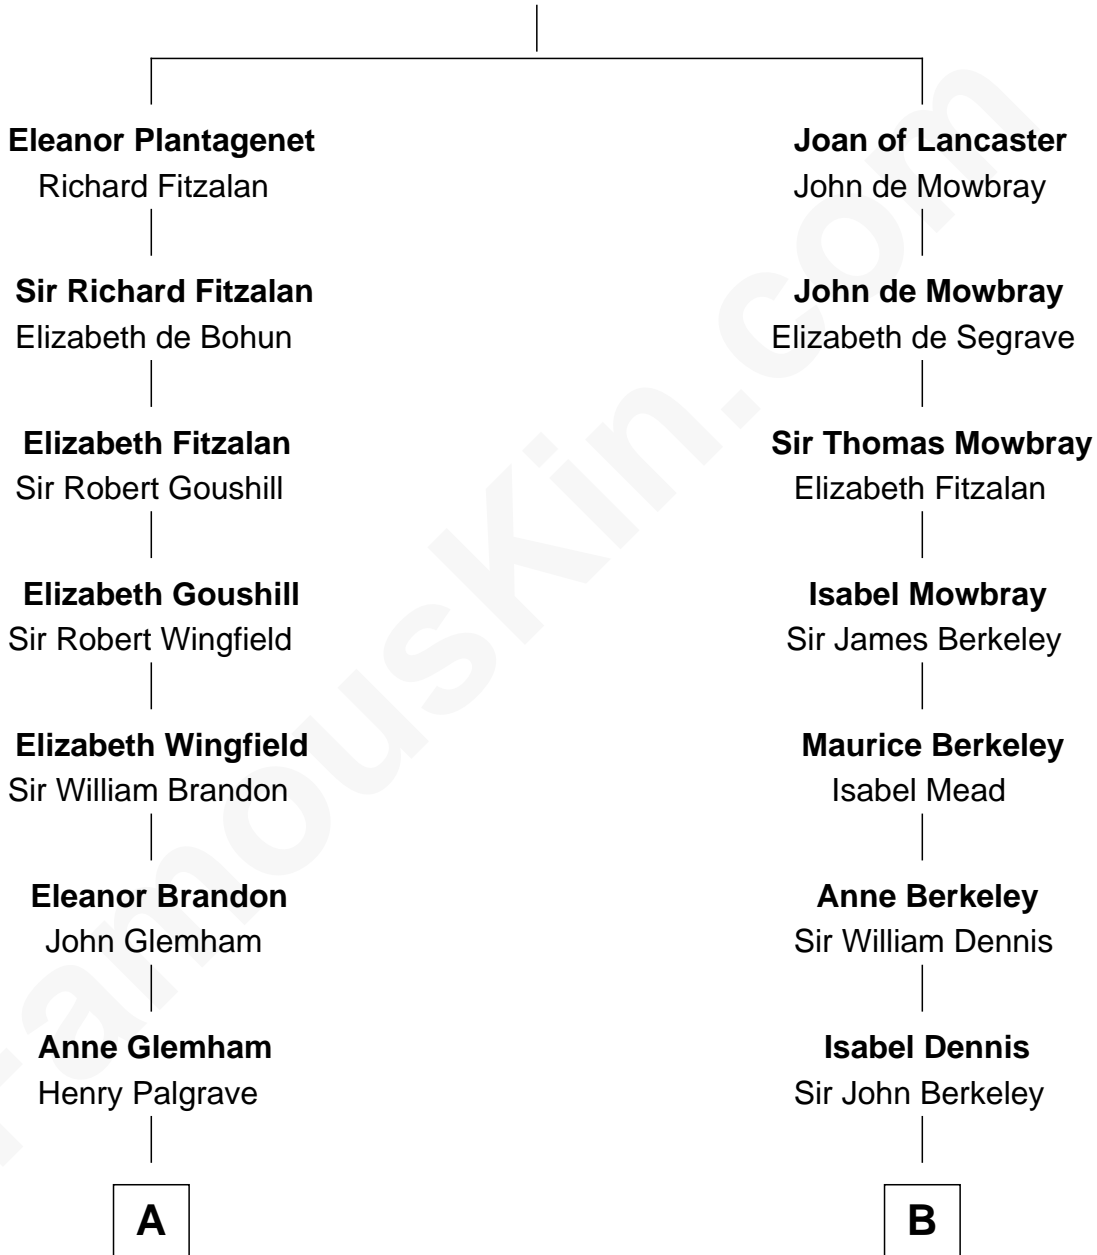 Eleanor Plantagenet
Richard Fitzalan
Sir Richard Fitzalan
Elizabeth de Bohun
Elizabeth Fitzalan
Sir Robert Goushill
Elizabeth Goushill
Sir Robert Wingfield
Elizabeth Wingfield
Sir William Brandon
Eleanor Brandon
John Glemham
Anne Glemham
Henry Palgrave
A
Joan of Lancaster
John de Mowbray
John de Mowbray
Elizabeth de Segrave
Sir Thomas Mowbray
Elizabeth Fitzalan
Isabel Mowbray
Sir James Berkeley
Maurice Berkeley
Isabel Mead
Anne Berkeley
Sir William Dennis
Isabel Dennis
Sir John Berkeley
B
FamousKin.com